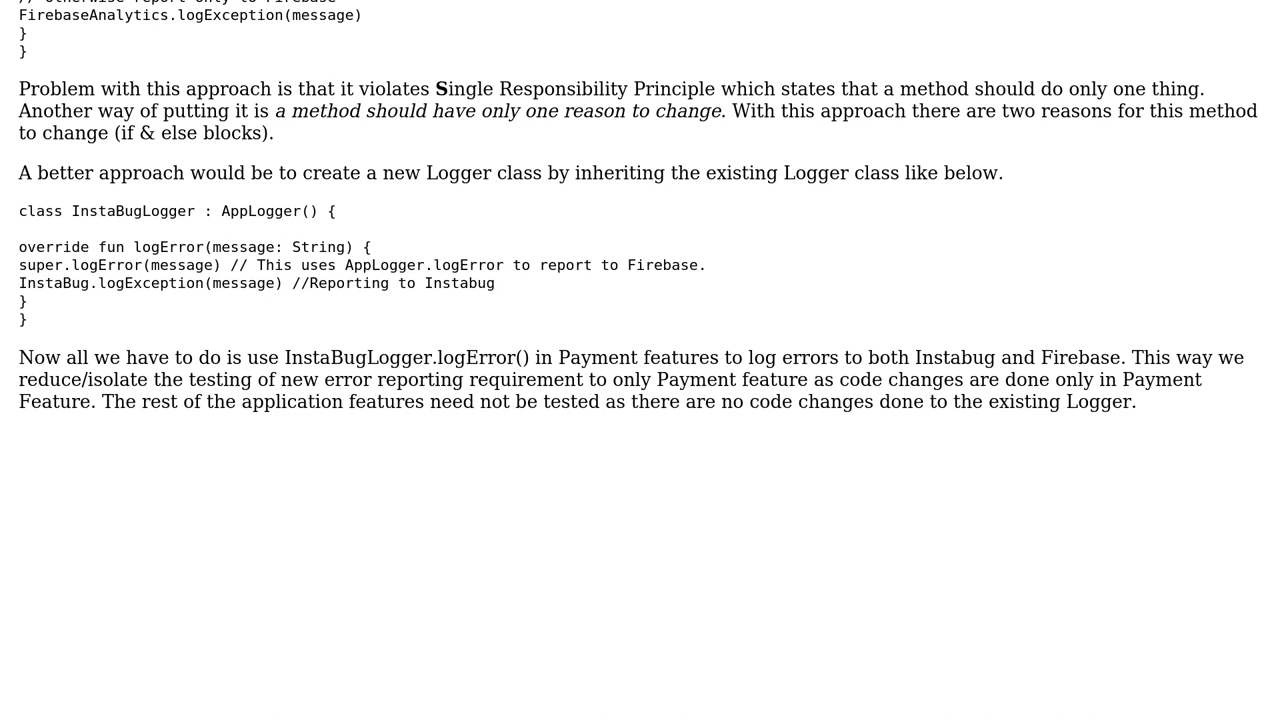 // Otherwise report only to Firebase
FirebaseAnalytics.logException(message)
}
}
Problem with this approach is that it violates Single Responsibility Principle which states that a method should do only one thing.
Another way of putting it is a method should have only one reason to change. With this approach there are two reasons for this method
to change (if & else blocks).
A better approach would be to create a new Logger class by inheriting the existing Logger class like below.
class InstaBugLogger : AppLogger() {
override fun logError(message: String) {
super.logError(message) // This uses AppLogger.logError to report to Firebase.
InstaBug.logException(message) //Reporting to Instabug
}
}
Now all we have to do is use InstaBugLogger.logError() in Payment features to log errors to both Instabug and Firebase. This way we
reduce/isolate the testing of new error reporting requirement to only Payment feature as code changes are done only in Payment
Feature. The rest of the application features need not be tested as there are no code changes done to the existing Logger.